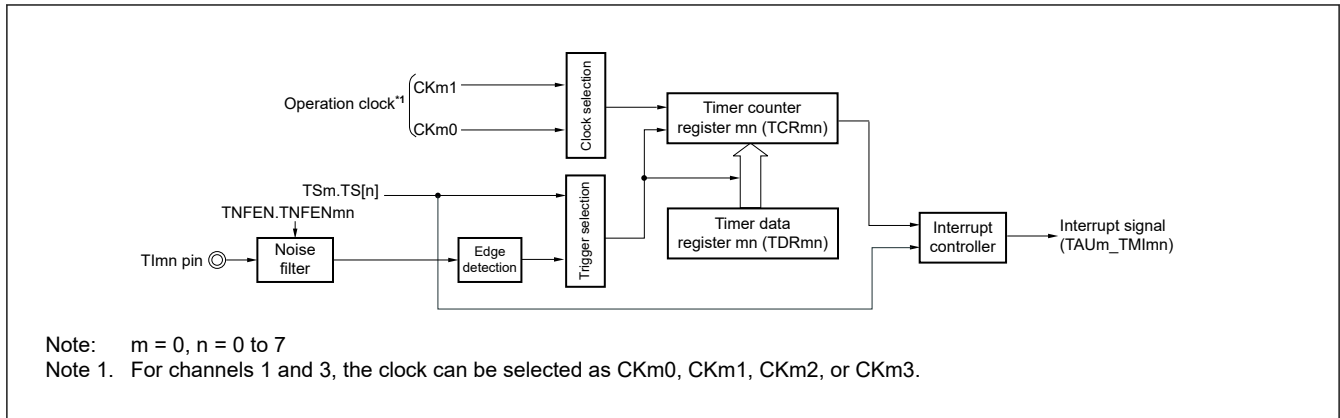 Operation clock*1
CKm1
CKm0
Clock selection
Timer counter
register mn (TCRmn)
TSm.TS[n]
TNFEN.TNFENmn
TImn pin
Noise
filter
Edge
detection
Trigger selection
Timer data
register mn (TDRmn)
Interrupt
controller
Interrupt signal
(TAUm_TMImn)
Note: m = 0, n = 0 to 7
Note 1. For channels 1 and 3, the clock can be selected as CKm0, CKm1, CKm2, or CKm3.